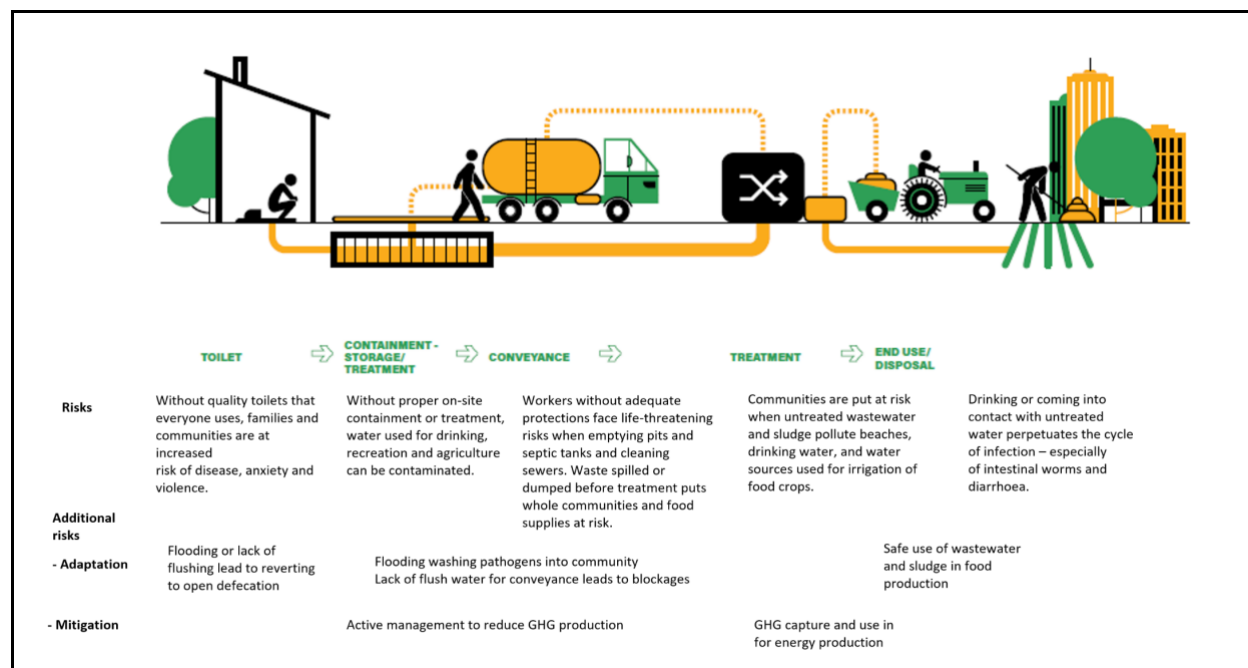 TOILET
CONTAINMENT -
STORAGE/
TREATMENT
CONVEYANCE
TREATMENT
END USE/
DISPOSAL
Risks
Without quality toilets that
everyone uses, families and
communities are at
increased
risk of disease, anxiety and
violence.
Without proper on-site
containment or treatment,
water used for drinking,
recreation and agriculture
can be contaminated.
Workers without adequate
protections face life-threatening
risks when emptying pits and
septic tanks and cleaning
sewers. Waste spilled or
dumped before treatment puts
whole communities and food
supplies at risk.
Communities are put at risk
when untreated wastewater
and sludge pollute beaches,
drinking water, and water
sources used for irrigation of
food crops.
Drinking or coming into
contact with untreated
water perpetuates the cycle
of infection – especially
of intestinal worms and
diarrhoea.
Additional
risks
- Adaptation
Flooding or lack of
flushing lead to reverting
to open defecation
Flooding washing pathogens into community
Lack of flush water for conveyance leads to blockages
Safe use of wastewater
and sludge in food
production
- Mitigation
Active management to reduce GHG production
GHG capture and use in
for energy production